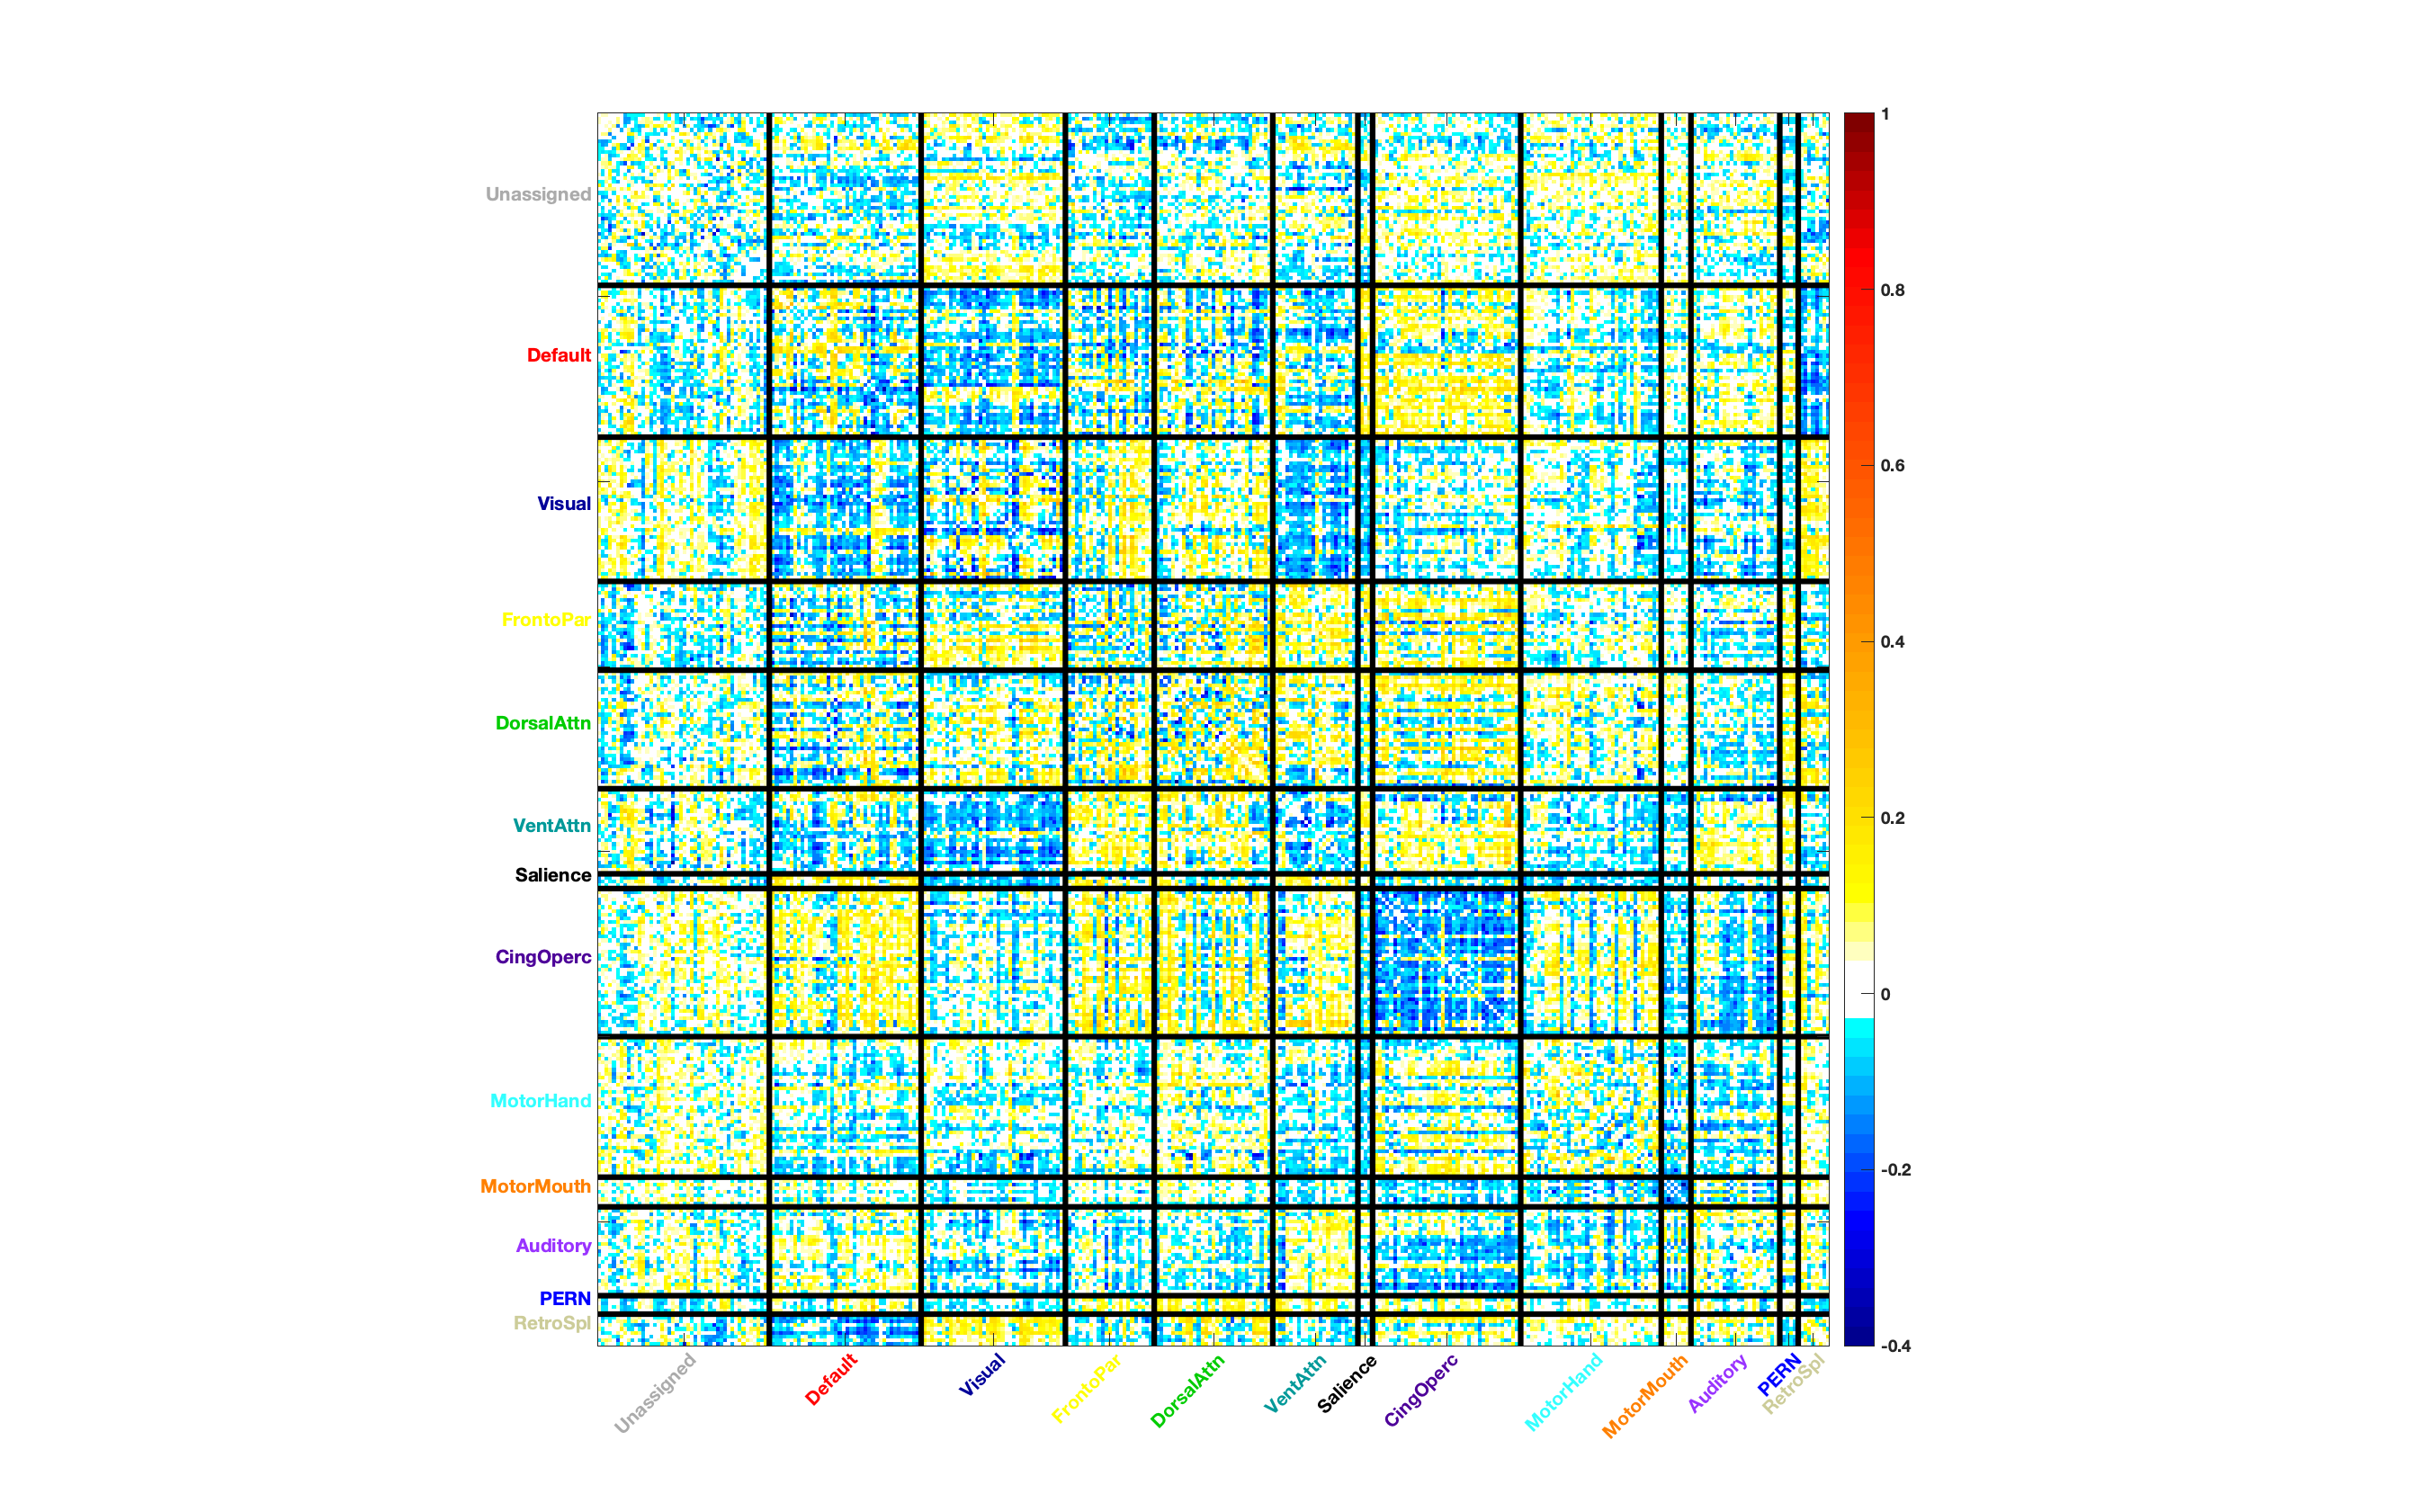 Unassigned
Default
Visual
FrontoPar
DorsalAttn
VentAttn
Salience
CingOperc
MotorHand
MotorMouth
Auditory
PERN
RetroSpl
Unassigned
Default
Visual
FrontoPar
DorsalAttn
VentAttn
Salience
CingOperc
MotorHand
MotorMouth
Auditory
PERN
RetroSpl
1
0.8
0.6
0.4
0.2
0
-0.2
-0.4